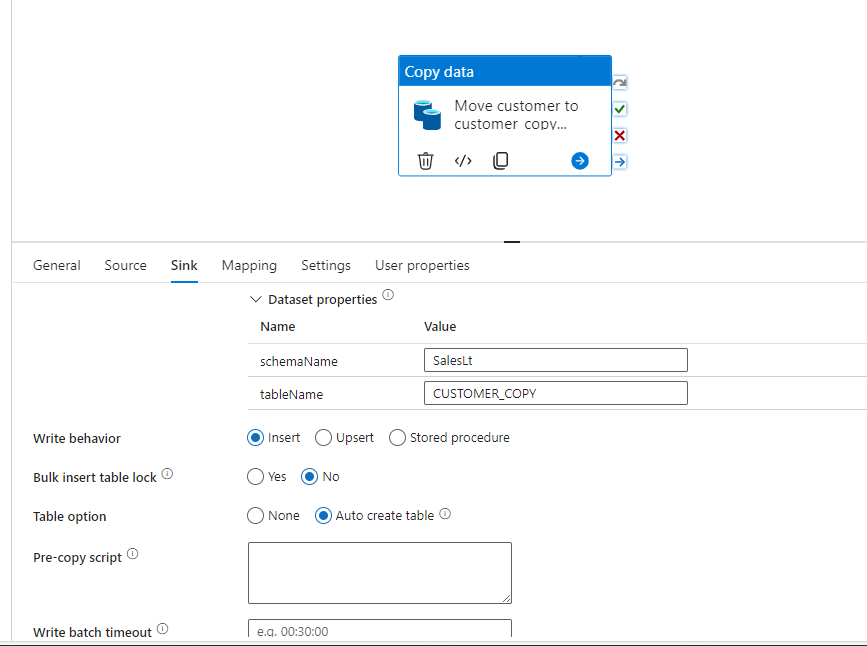 Copy data
Move customer to
customer copy...
General Source Sink Mapping Settings User properties
Dataset properties
Name Value
schemaName SalesLt
tableName CUSTOMER_COPY
Write behavior Insert Upsert Stored procedure
Bulk insert table lock Yes No
Table option None Auto create table
Pre-copy script
Write batch timeout e.g. 00:30:00